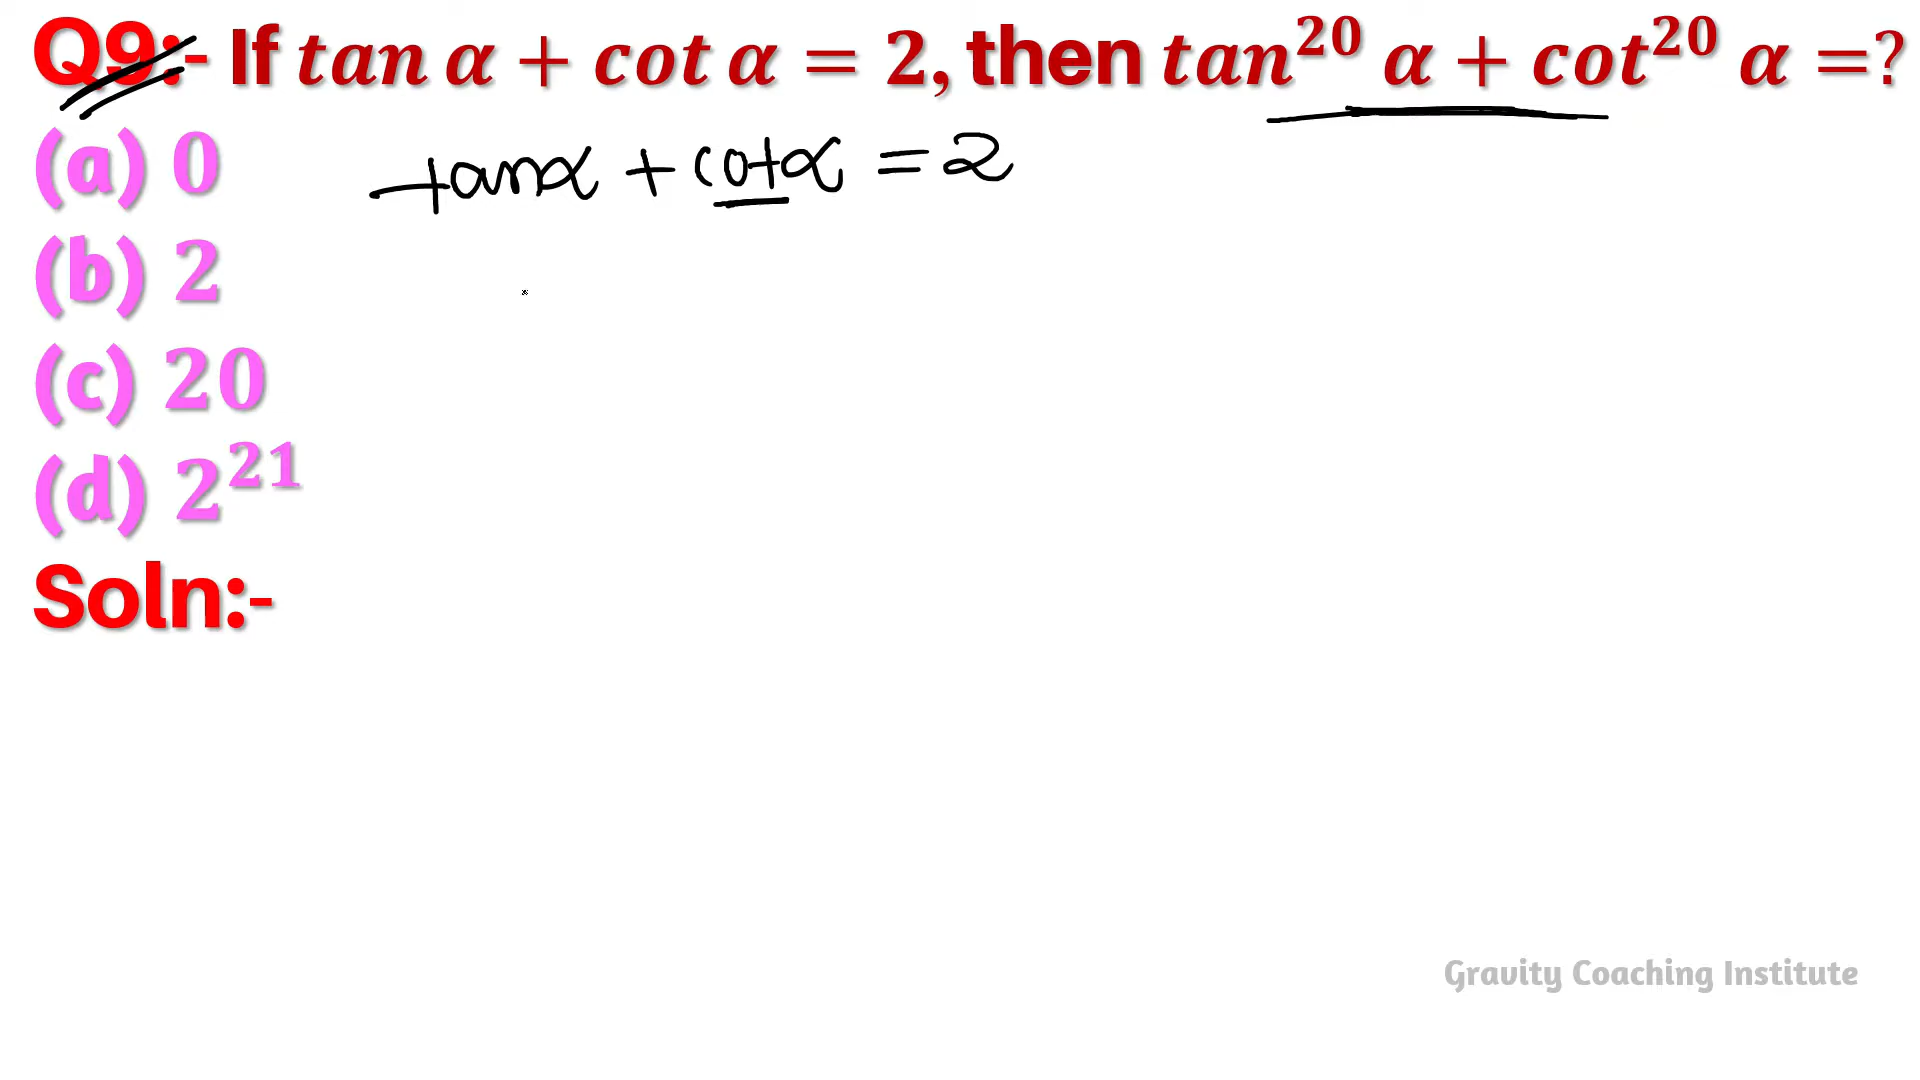 Q9:- If tan α + cot α = 2, then tan²⁰ α + cot²⁰ α =?
(a) 0
tanα + cotα = 2
(b) 2
(c) 20
(d) 2²¹
Soln:-
Gravity Coaching Institute